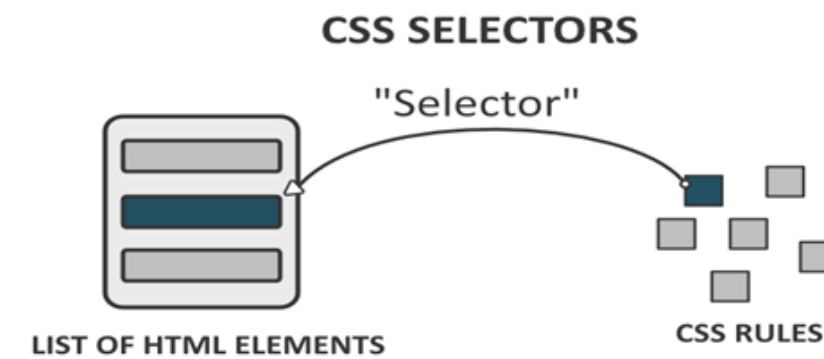 CSS SELECTORS
"Selector"
LIST OF HTML ELEMENTS
CSS RULES